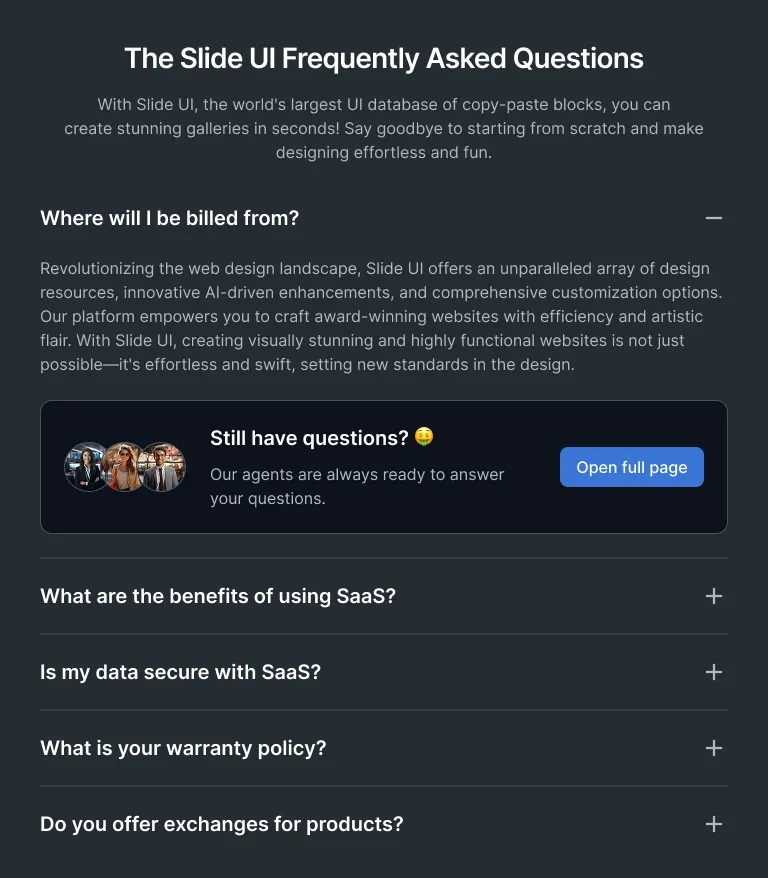 The Slide UI Frequently Asked Questions
With Slide UI, the world's largest UI database of copy-paste blocks, you can
create stunning galleries in seconds! Say goodbye to starting from scratch and make
designing effortless and fun.
Where will I be billed from?
Revolutionizing the web design landscape, Slide UI offers an unparalleled array of design
resources, innovative AI-driven enhancements, and comprehensive customization options.
Our platform empowers you to craft award-winning websites with efficiency and artistic
flair. With Slide UI, creating visually stunning and highly functional websites is not just
possible—it's effortless and swift, setting new standards in the design.
Still have questions? 🤑
Our agents are always ready to answer
your questions.
Open full page
What are the benefits of using SaaS?
Is my data secure with SaaS?
What is your warranty policy?
Do you offer exchanges for products?